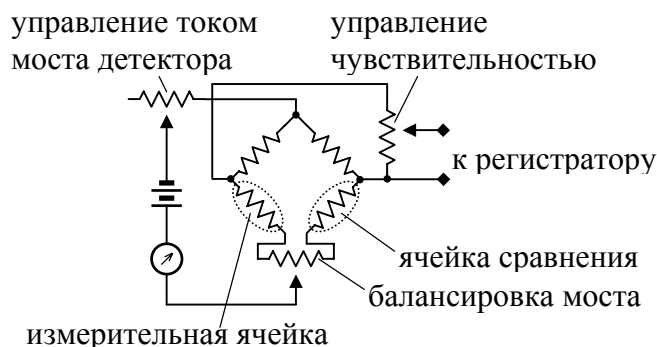 управление током
моста детектора
управление
чувствительностью
к регистратору
ячейка сравнения
балансировка моста
измерительная ячейка